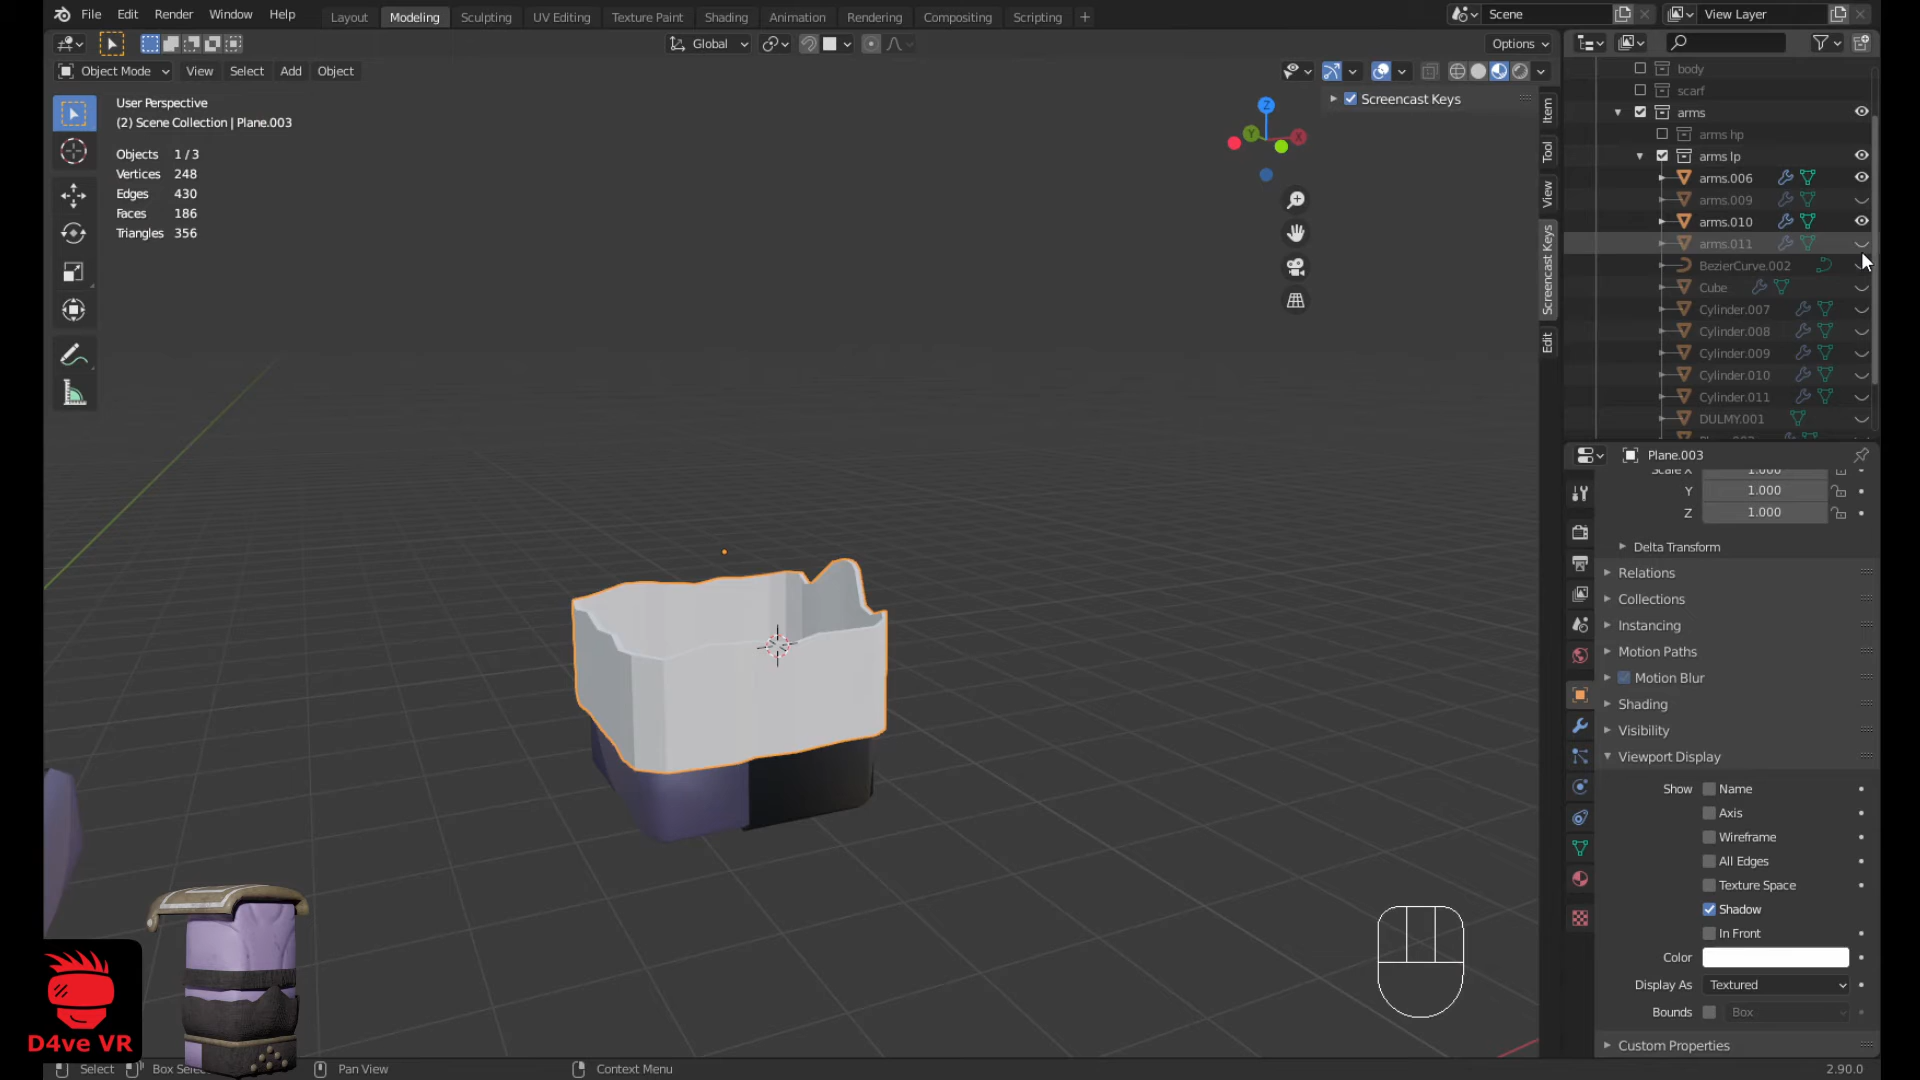 File Edit Render Window Help Layout Modeling Sculpting UV Editing Texture Paint Shading Animation Rendering Compositing Scripting + Scene View Layer
Global Options
Object Mode View Select Add Object
User Perspective
(2) Scene Collection | Plane.003
Objects 1 / 3
Vertices 248
Edges 430
Faces 186
Triangles 356
Z
Y
X
Screencast Keys
Item
Tool
View
Screencast Keys
Edit
body
scarf
arms
arms hp
arms lp
arms.006
arms.009
arms.010
arms.011
BezierCurve.002
Cube
Cylinder.007
Cylinder.008
Cylinder.009
Cylinder.010
Cylinder.011
DULMY.001
Plane.003
Scale X 1.000
Y 1.000
Z 1.000
Delta Transform
Relations
Collections
Instancing
Motion Paths
Motion Blur
Shading
Visibility
Viewport Display
Show Name
Axis
Wireframe
All Edges
Texture Space
Shadow
In Front
Color
Display As Textured
Bounds Box
Custom Properties
D4ve VR
Select Pan View Context Menu 2.90.0